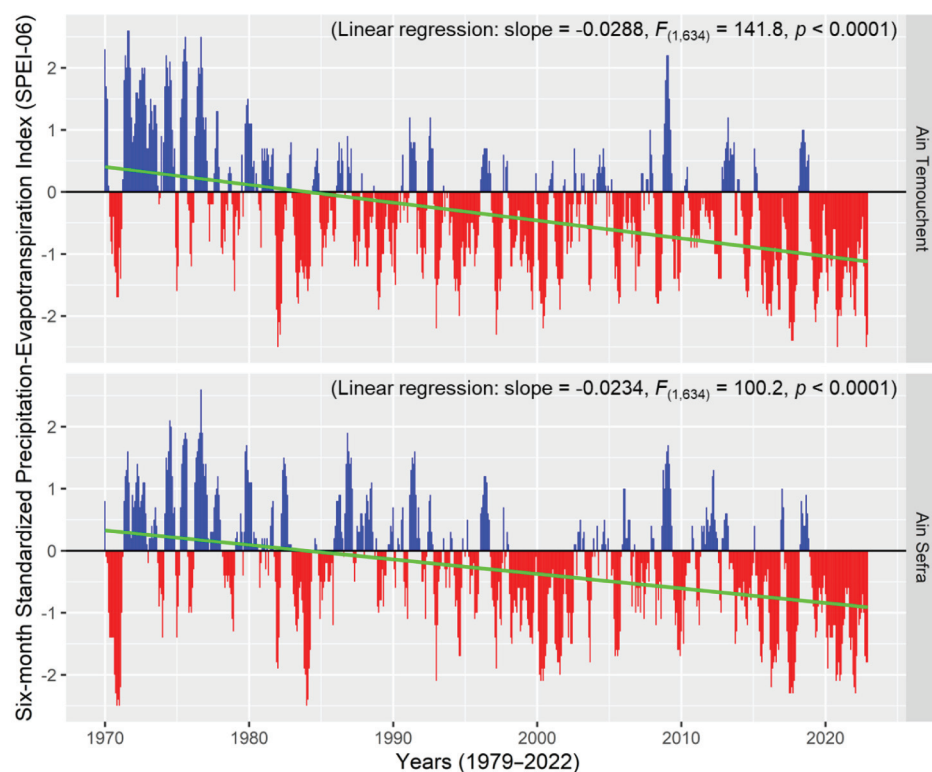 Six-month Standardized Precipitation-Evapotranspiration Index (SPEI-06)
(Linear regression: slope = -0.0288, F(1,634) = 141.8, p < 0.0001)
2
1
0
-1
-2
Ain Temouchent
(Linear regression: slope = -0.0234, F(1,634) = 100.2, p < 0.0001)
2
1
0
-1
-2
Ain Sefra
1970 1980 1990 2000 2010 2020
Years (1979–2022)